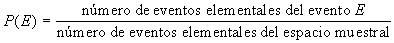 P(E) = número de eventos elementales del evento E
número de eventos elementales del espacio muestral